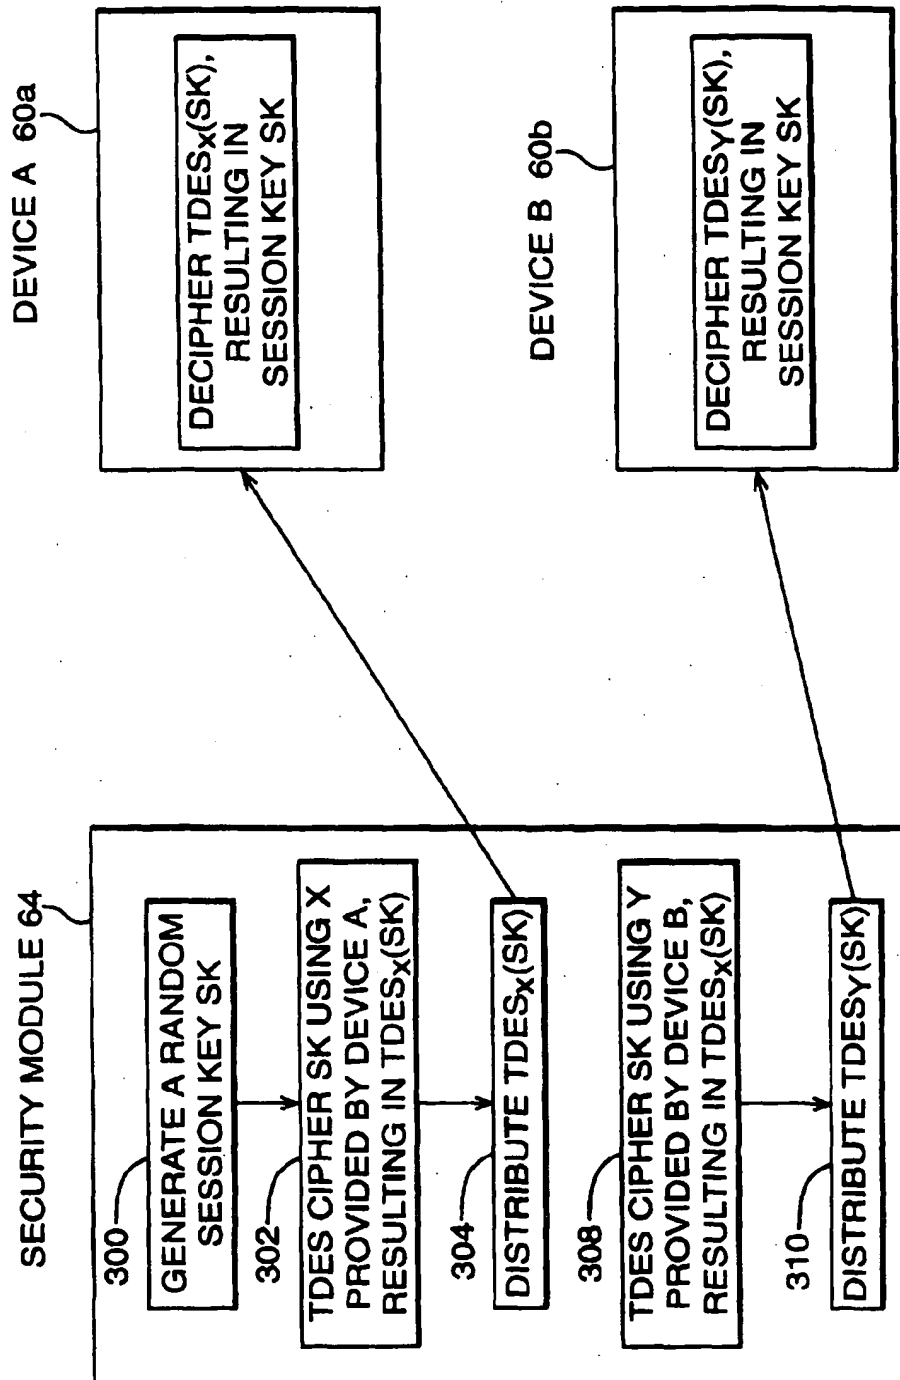 SECURITY MODULE 64
300
GENERATE A RANDOM
SESSION KEY SK
302
TDES CIPHER SK USING X
PROVIDED BY DEVICE A,
RESULTING IN TDESX(SK)
304
DISTRIBUTE TDESX(SK)
308
TDES CIPHER SK USING Y
PROVIDED BY DEVICE B,
RESULTING IN TDESX(SK)
310
DISTRIBUTE TDESY(SK)
DEVICE A 60a
DECIPHER TDESX(SK),
RESULTING IN
SESSION KEY SK
DEVICE B 60b
DECIPHER TDESY(SK),
RESULTING IN
SESSION KEY SK